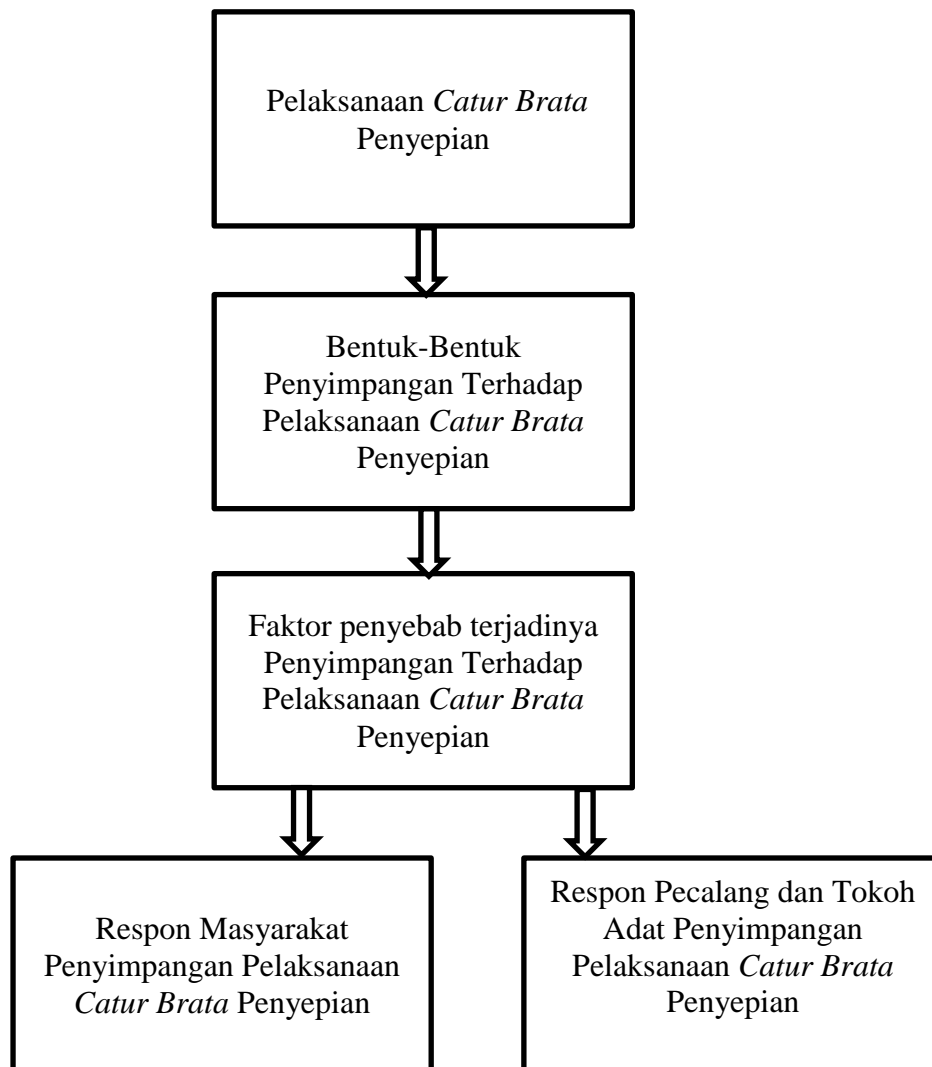 Pelaksanaan Catur Brata
Penyepian
Bentuk-Bentuk
Penyimpangan Terhadap
Pelaksanaan Catur Brata
Penyepian
Faktor penyebab terjadinya
Penyimpangan Terhadap
Pelaksanaan Catur Brata
Penyepian
Respon Masyarakat
Penyimpangan Pelaksanaan
Catur Brata Penyepian
Respon Pecalang dan Tokoh
Adat Penyimpangan
Pelaksanaan Catur Brata
Penyepian